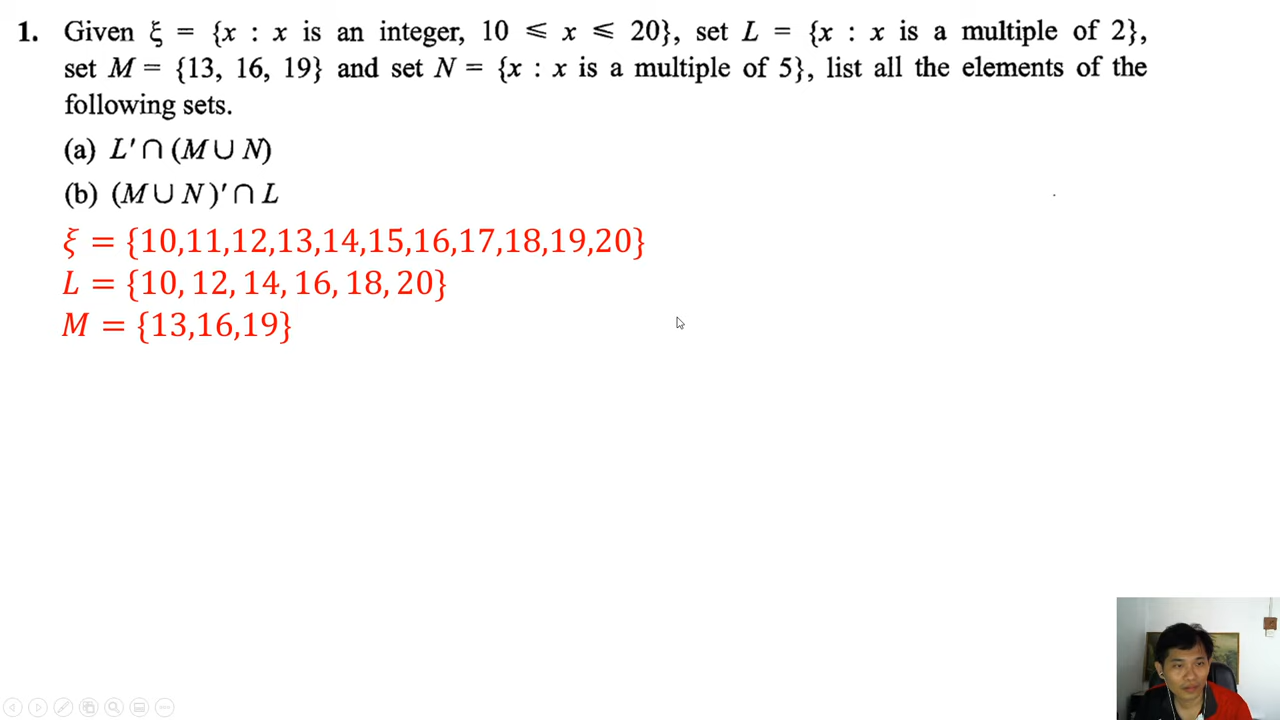 1. Given ξ = {x : x is an integer, 10 ⩽ x ⩽ 20}, set L = {x : x is a multiple of 2},
set M = {13, 16, 19} and set N = {x : x is a multiple of 5}, list all the elements of the
following sets.
(a) L′ ∩ (M ∪ N)
(b) (M ∪ N)′ ∩ L
ξ = {10,11,12,13,14,15,16,17,18,19,20}
L = {10, 12, 14, 16, 18, 20}
M = {13,16,19}